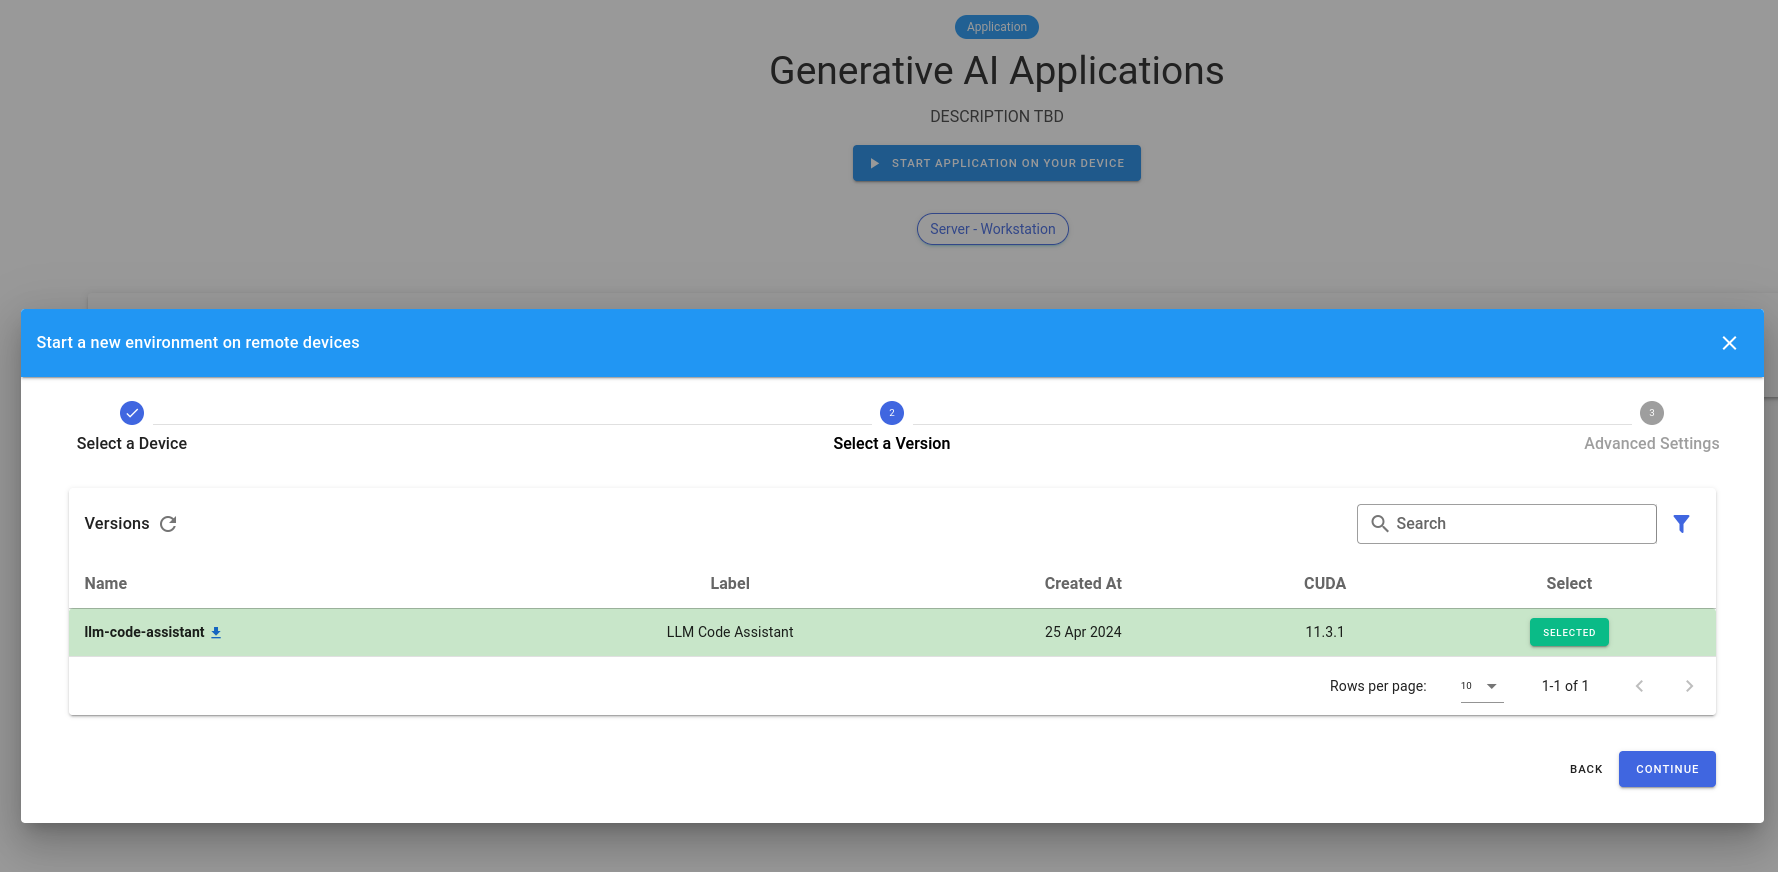 Application
Generative AI Applications
DESCRIPTION TBD
START APPLICATION ON YOUR DEVICE
Server - Workstation
Start a new environment on remote devices
2
3
Select a Device
Select a Version
Advanced Settings
Versions
Search
Name Label Created At CUDA Select
llm-code-assistant LLM Code Assistant 25 Apr 2024 11.3.1 SELECTED
Rows per page: 10 1-1 of 1
BACK CONTINUE